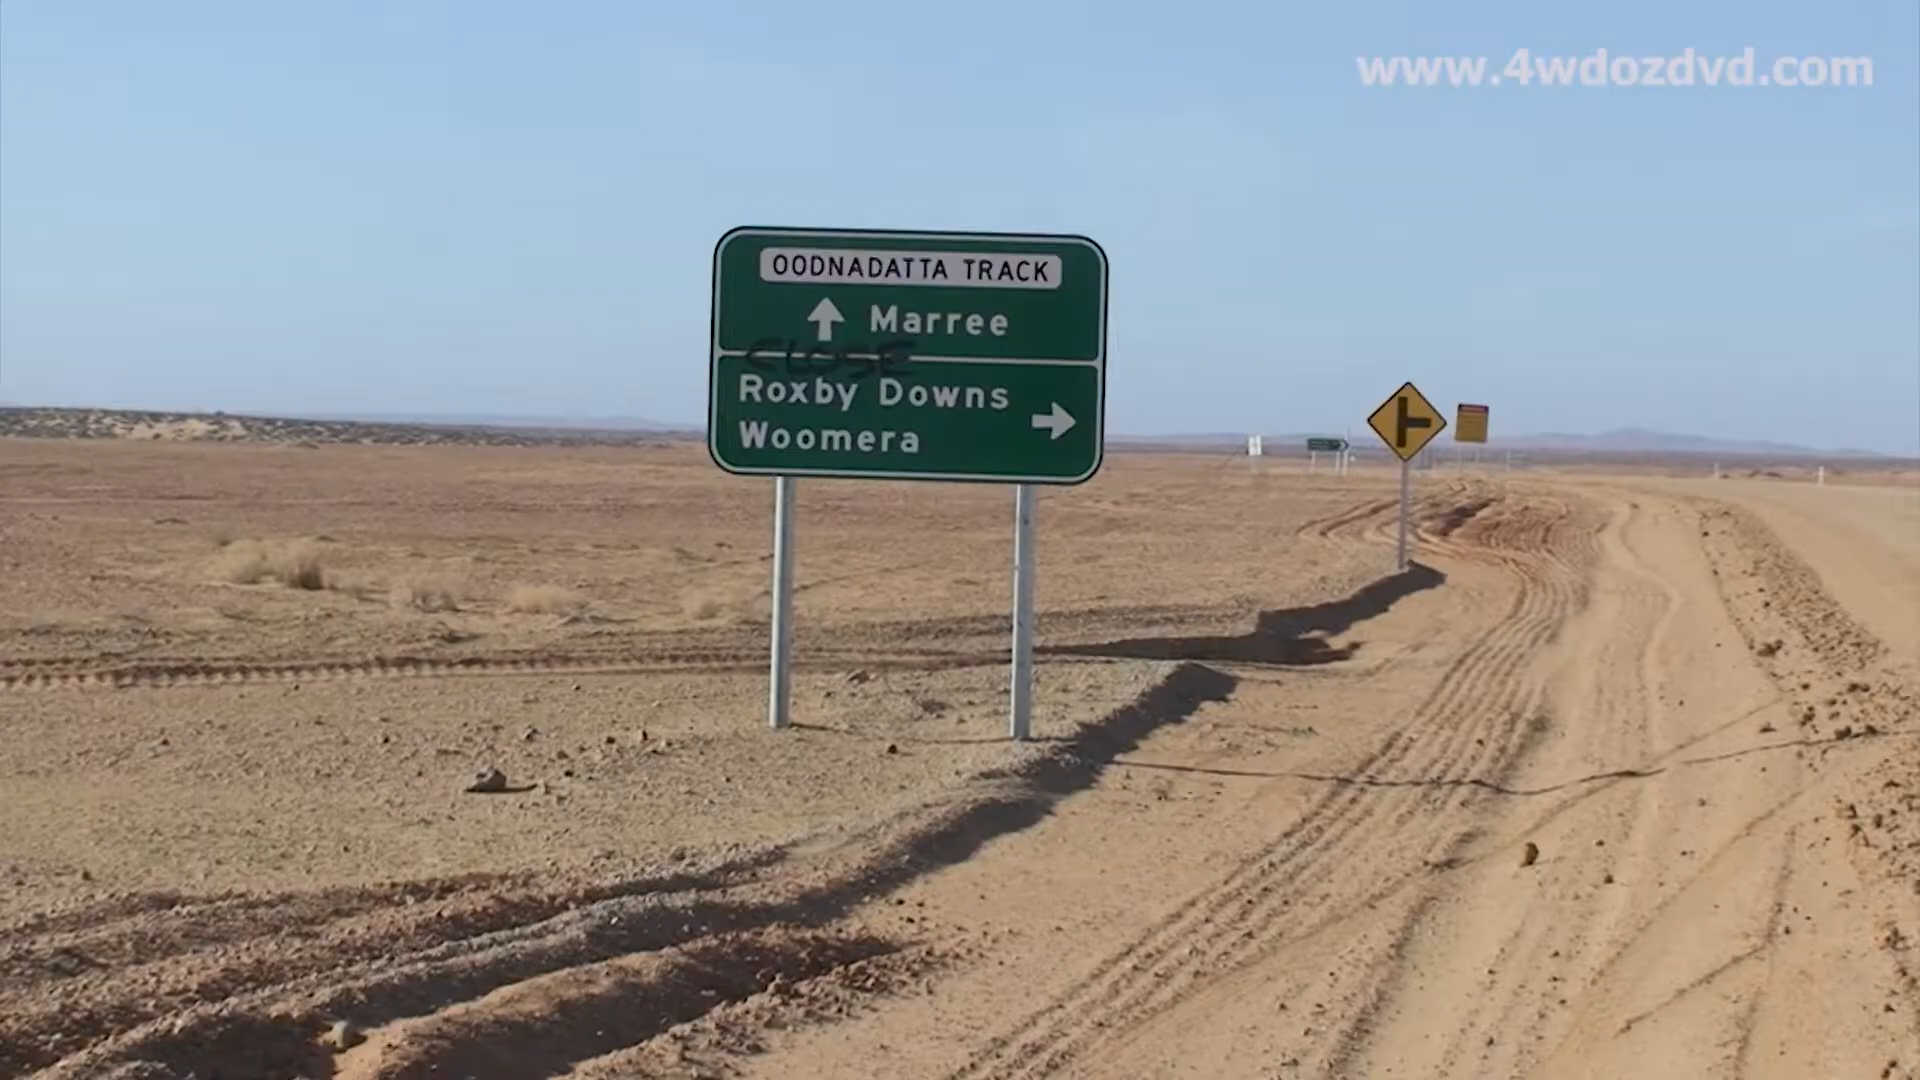 www.4wdozdvd.com
OODNADATTA TRACK
Marree
CLOSE
Roxby Downs
Woomera